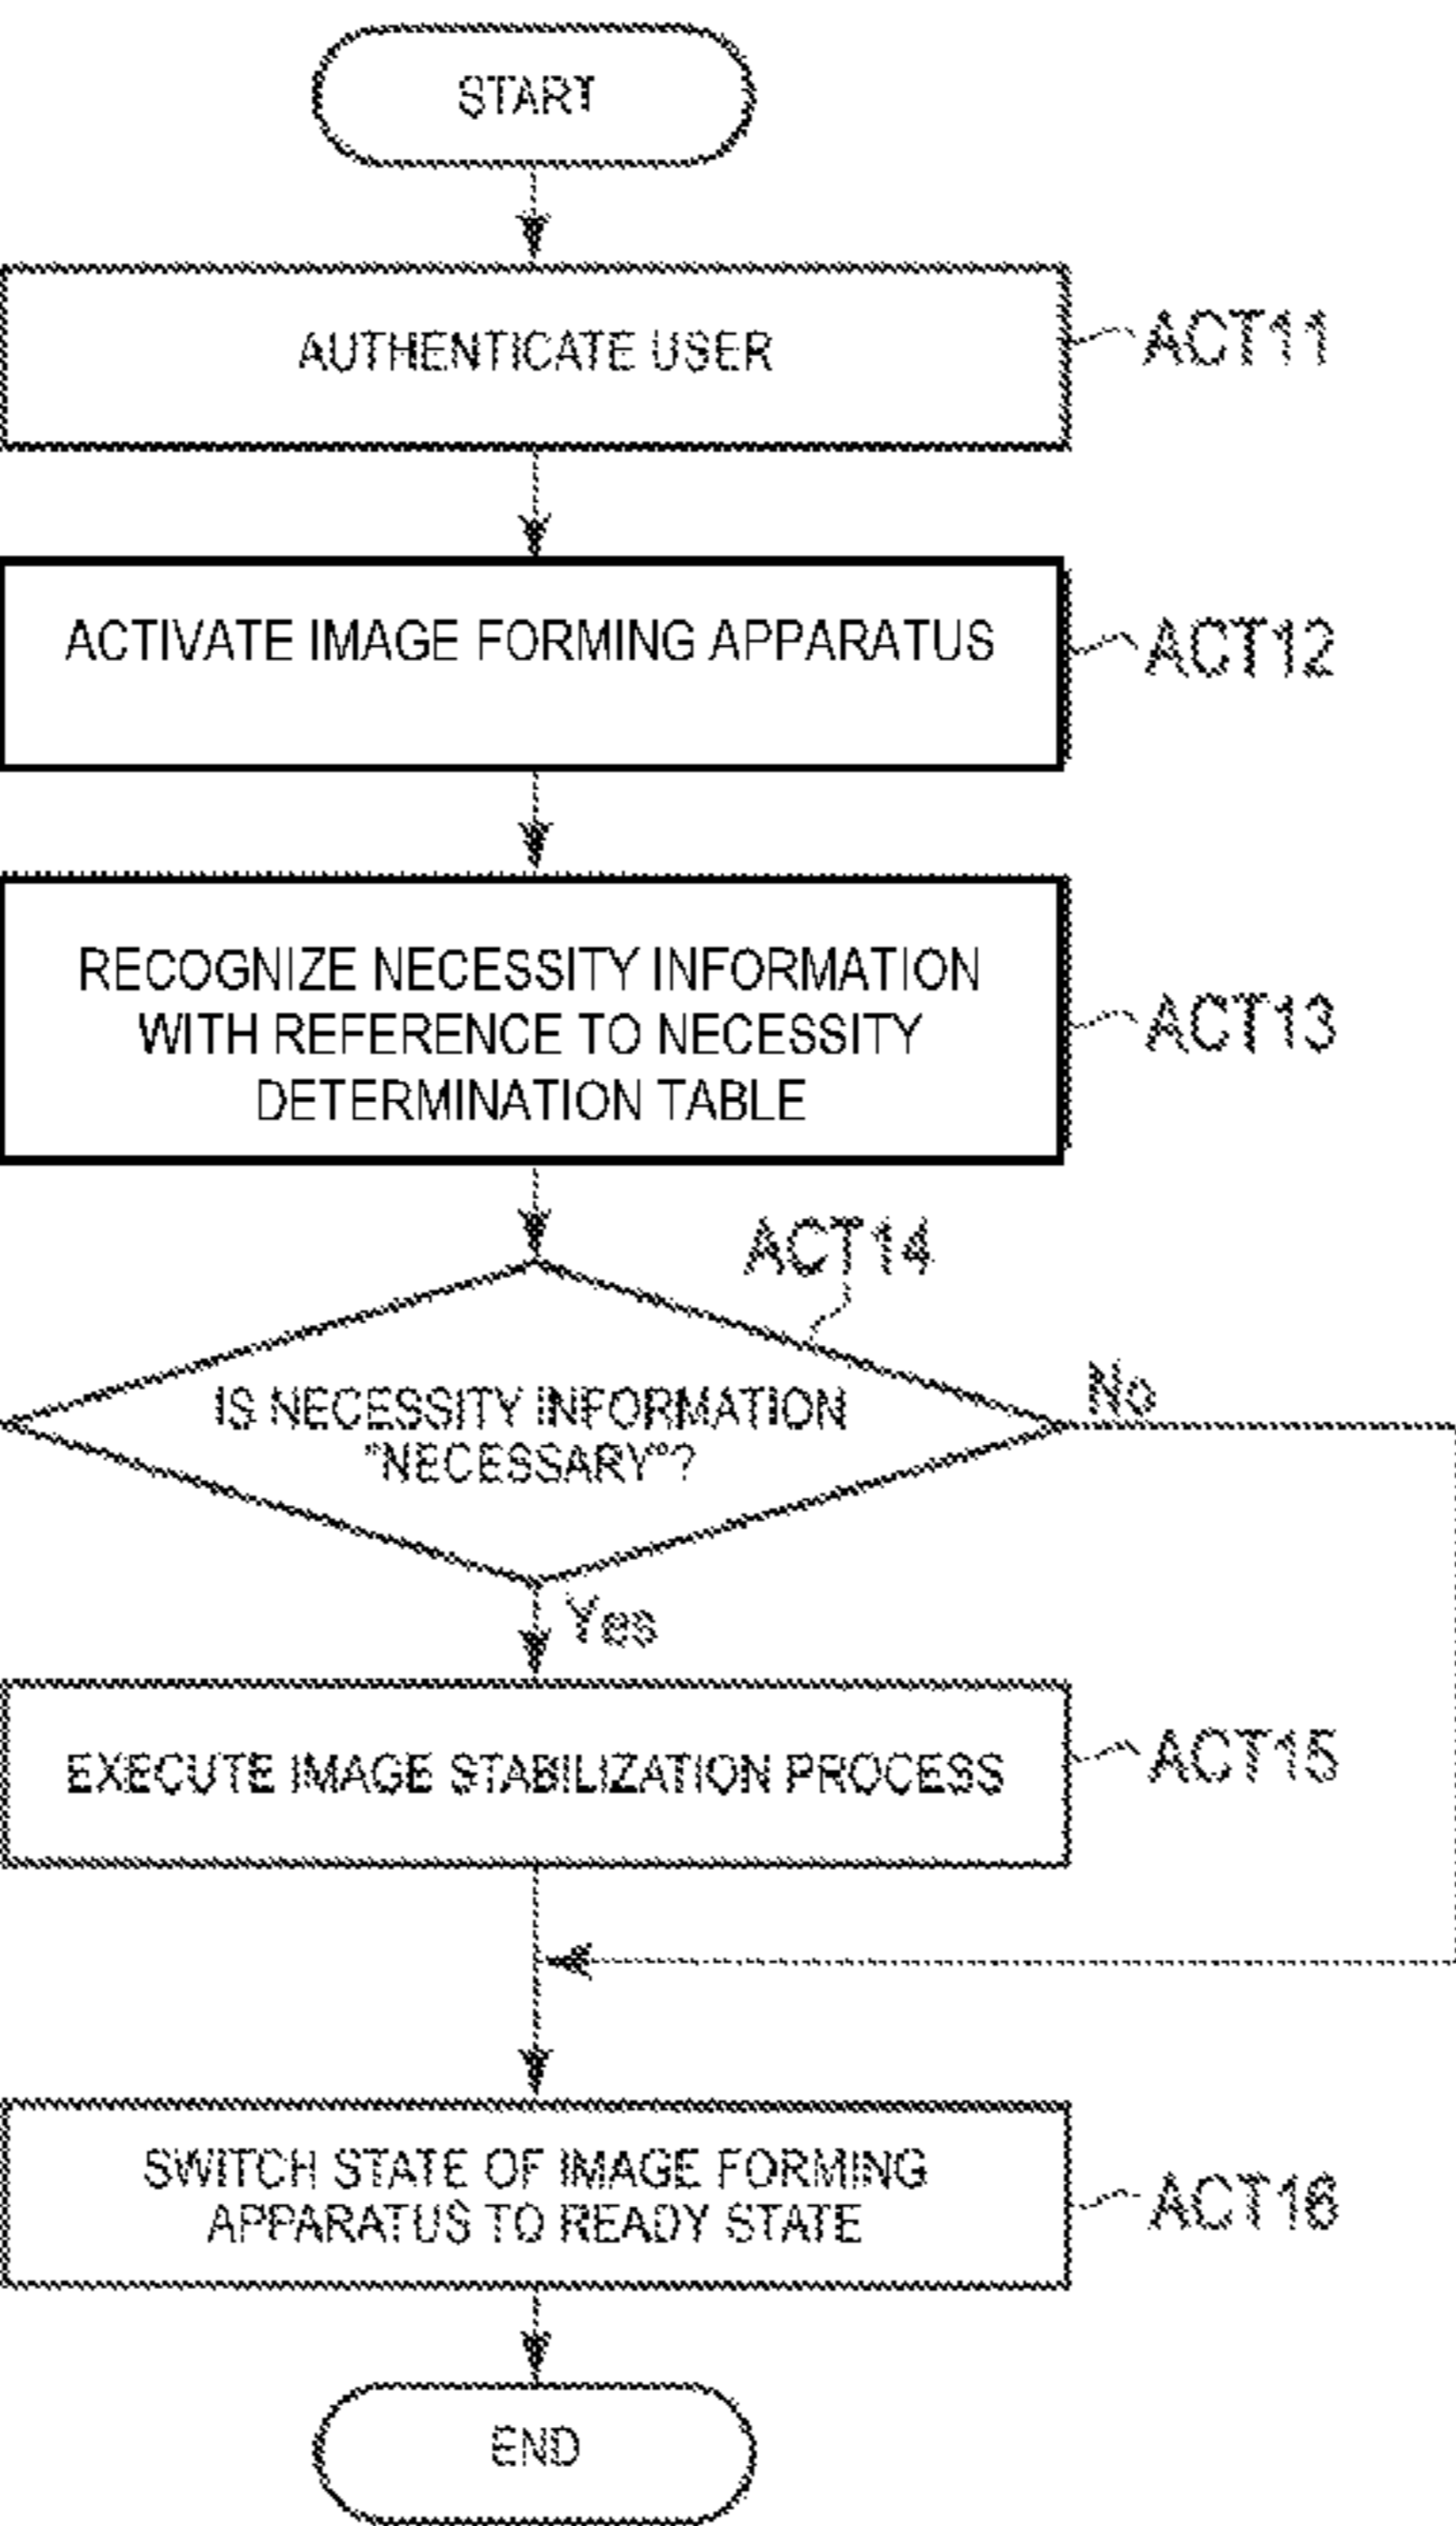 START
AUTHENTICATE USER
ACT11
ACTIVATE IMAGE FORMING APPARATUS
ACT12
RECOGNIZE NECESSITY INFORMATION
WITH REFERENCE TO NECESSITY
DETERMINATION TABLE
ACT13
ACT14
IS NECESSITY INFORMATION
"NECESSARY"?
No
Yes
EXECUTE IMAGE STABILIZATION PROCESS
ACT15
SWITCH STATE OF IMAGE FORMING
APPARATUS TO READY STATE
ACT16
END